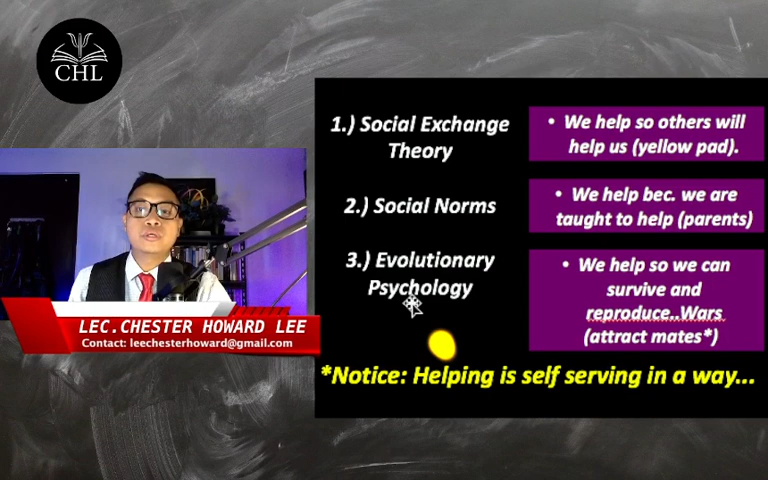 CHL
1.) Social Exchange
Theory
• We help so others will
help us (yellow pad).
2.) Social Norms
• We help bec. we are
taught to help (parents)
3.) Evolutionary
Psychology
• We help so we can
survive and
reproduce..Wars
(attract mates*)
*Notice: Helping is self serving in a way...
LEC.CHESTER HOWARD LEE
Contact: leechesterhoward@gmail.com